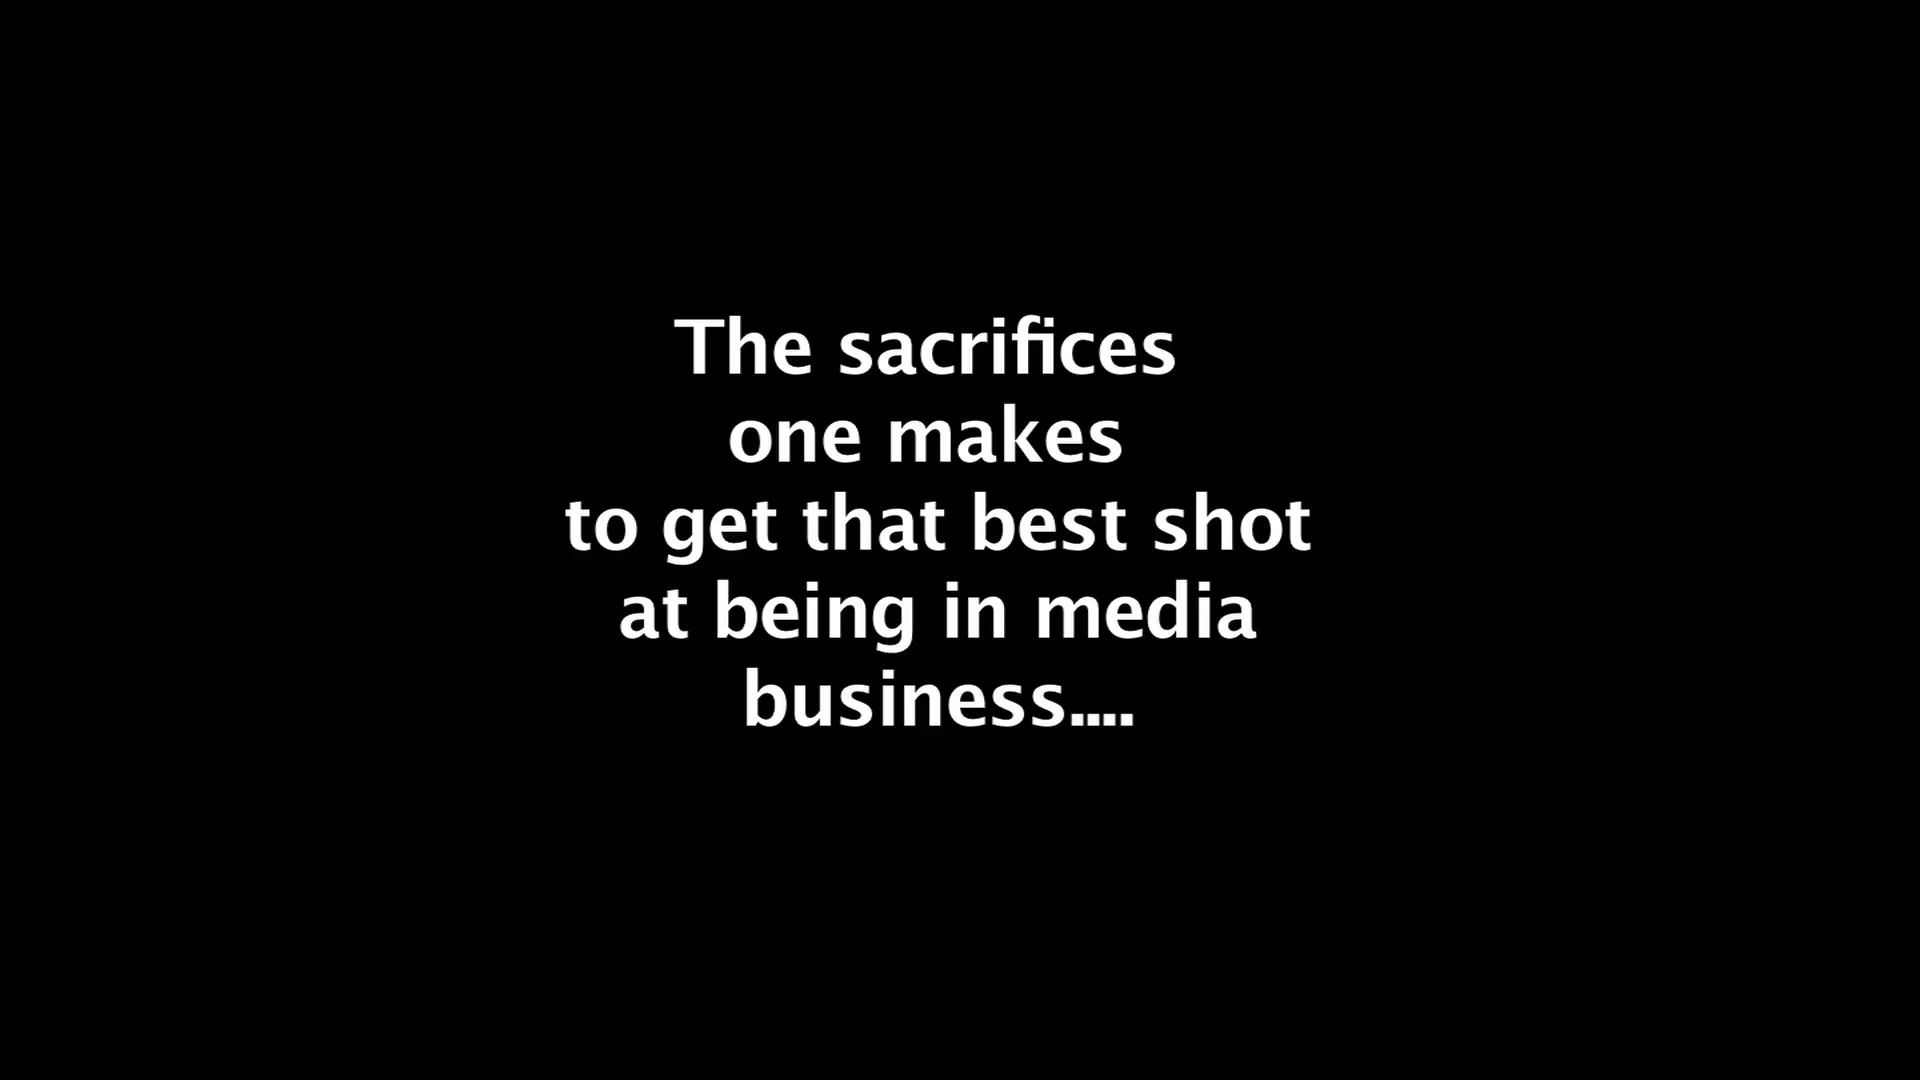 The sacrifices
one makes
to get that best shot
at being in media
business....